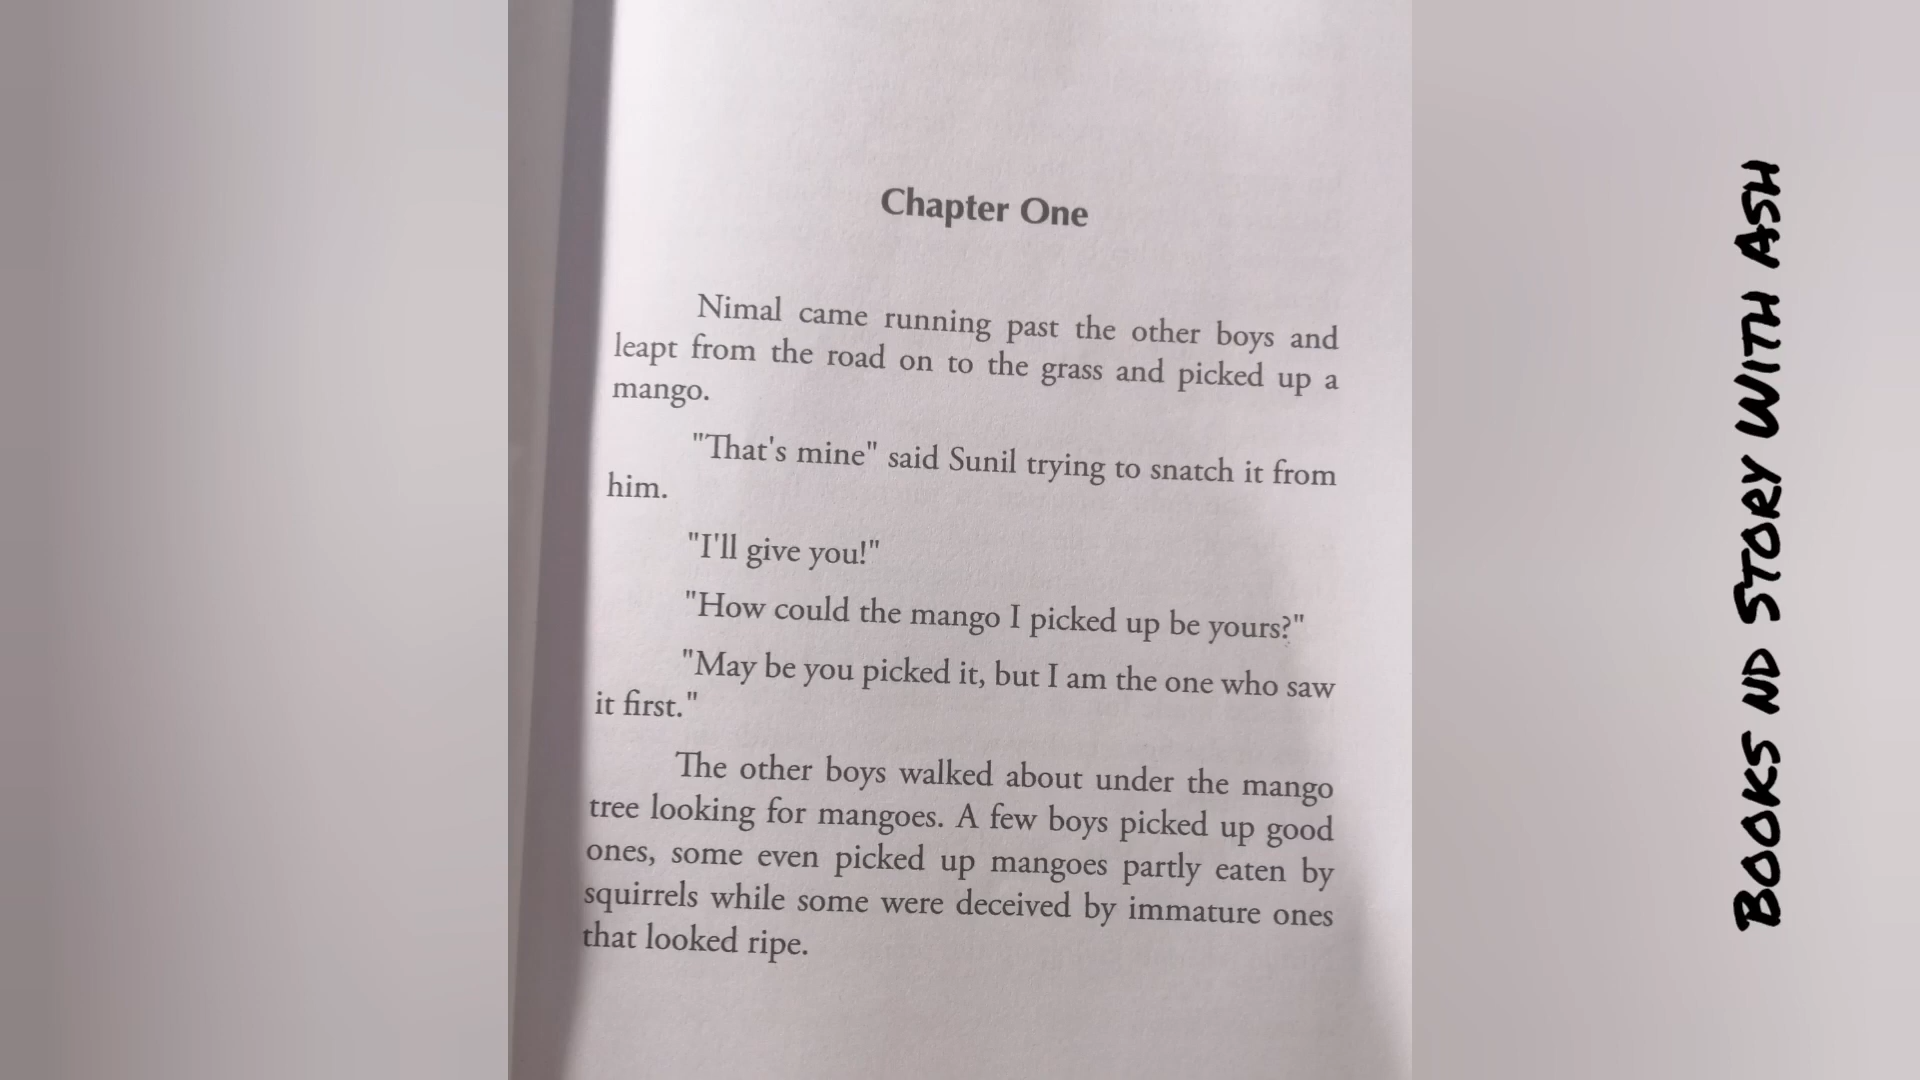 Chapter One
Nimal came running past the other boys and
leapt from the road on to the grass and picked up a
mango.
"That's mine" said Sunil trying to snatch it from
him.
"I'll give you!"
"How could the mango I picked up be yours?"
"May be you picked it, but I am the one who saw
it first."
The other boys walked about under the mango
tree looking for mangoes. A few boys picked up good
ones, some even picked up mangoes partly eaten by
squirrels while some were deceived by immature ones
that looked ripe.
BOOKS ND STORY WITH ASH